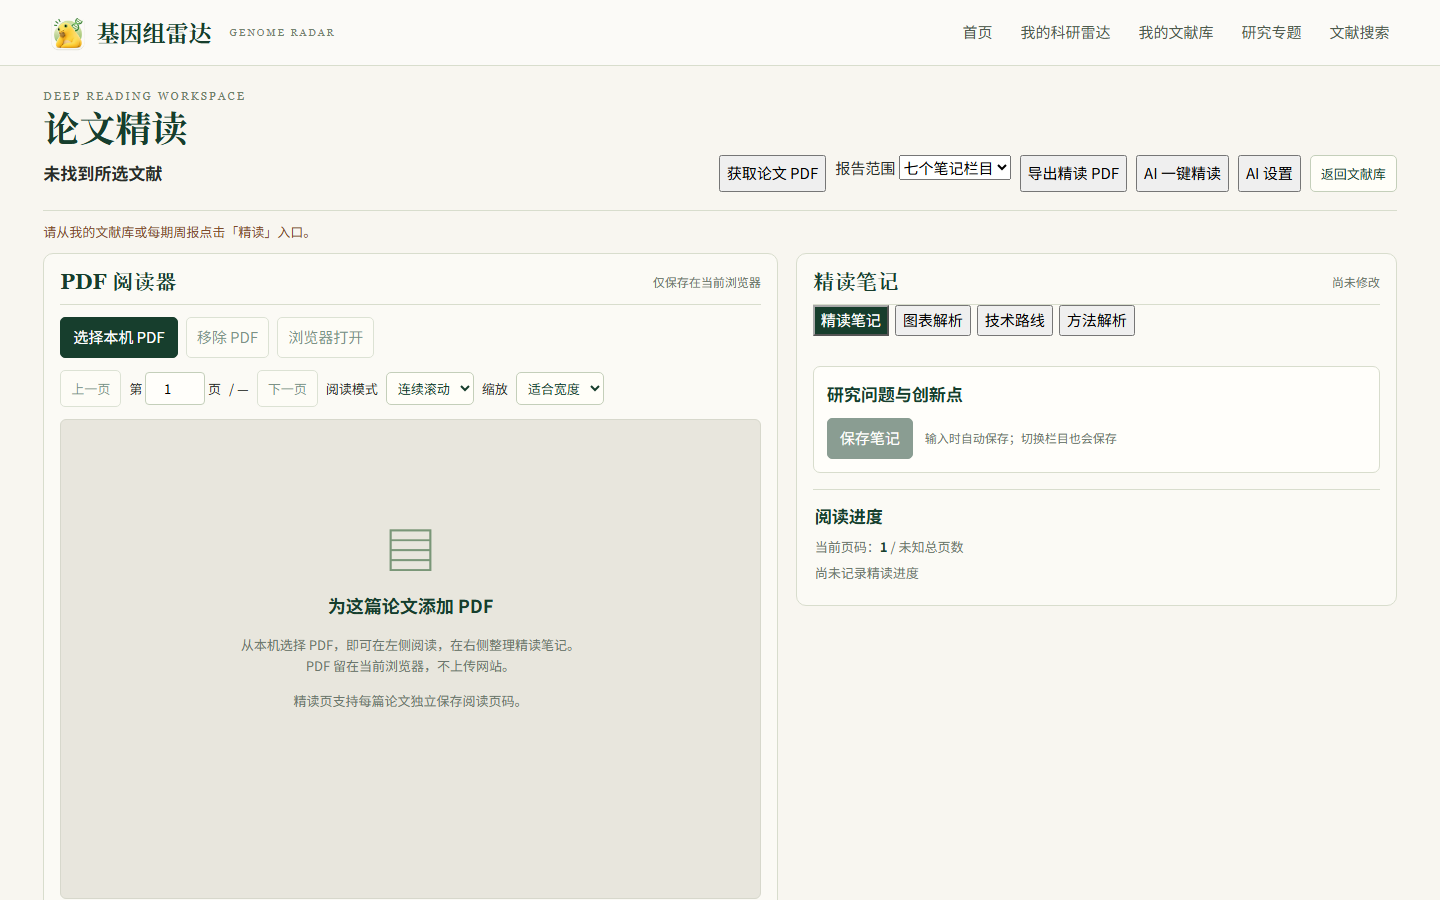 基因组雷达 GENOME RADAR 首页 我的科研雷达 我的文献库 研究专题 文献搜索
DEEP READING WORKSPACE
论文精读
未找到所选文献 获取论文 PDF 报告范围 七个笔记栏目 导出精读 PDF AI 一键精读 AI 设置 返回文献库
请从我的文献库或每期周报点击「精读」入口。
PDF 阅读器 仅保存在当前浏览器
选择本机 PDF 移除 PDF 浏览器打开
上一页 第 1 页 / — 下一页 阅读模式 连续滚动 缩放 适合宽度
为这篇论文添加 PDF
从本机选择 PDF，即可在左侧阅读，在右侧整理精读笔记。
PDF 留在当前浏览器，不上传网站。
精读页支持每篇论文独立保存阅读页码。
精读笔记 尚未修改
精读笔记 图表解析 技术路线 方法解析
研究问题与创新点
保存笔记 输入时自动保存；切换栏目也会保存
阅读进度
当前页码：1 / 未知总页数
尚未记录精读进度